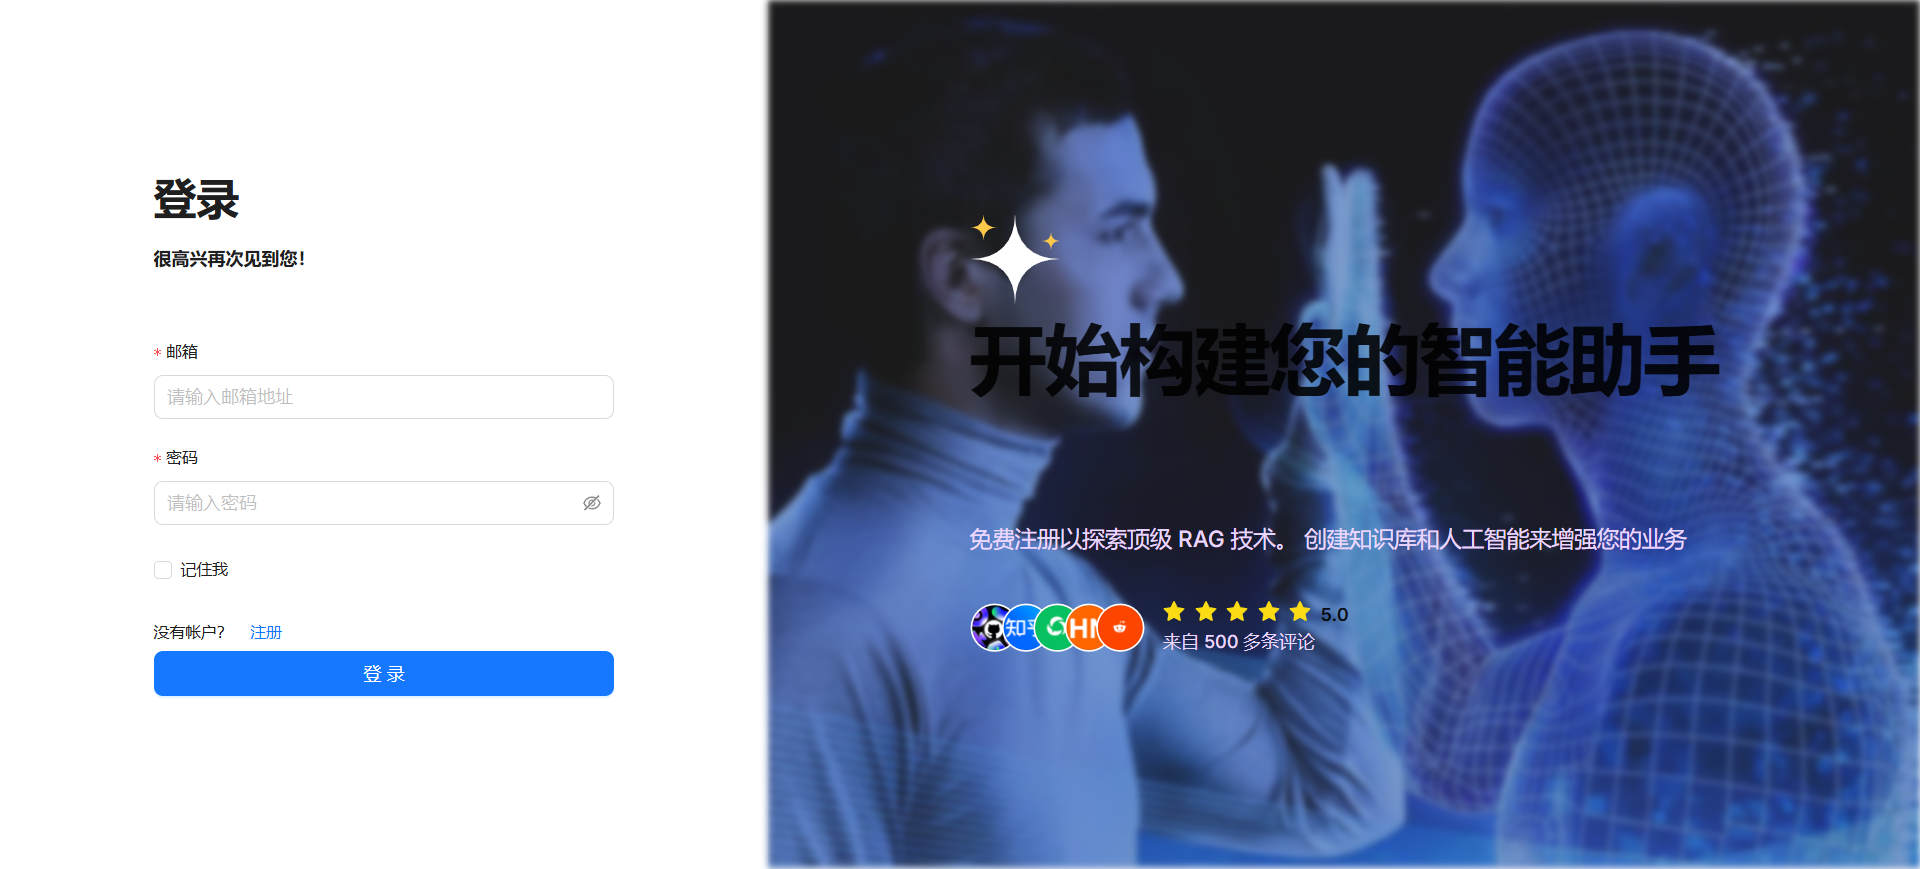 登录
很高兴再次见到您！
* 邮箱
请输入邮箱地址
* 密码
请输入密码
记住我
没有帐户？ 注册
登 录
开始构建您的智能助手
免费注册以探索顶级 RAG 技术。 创建知识库和人工智能来增强您的业务
知乎
HN
5.0
来自 500 多条评论